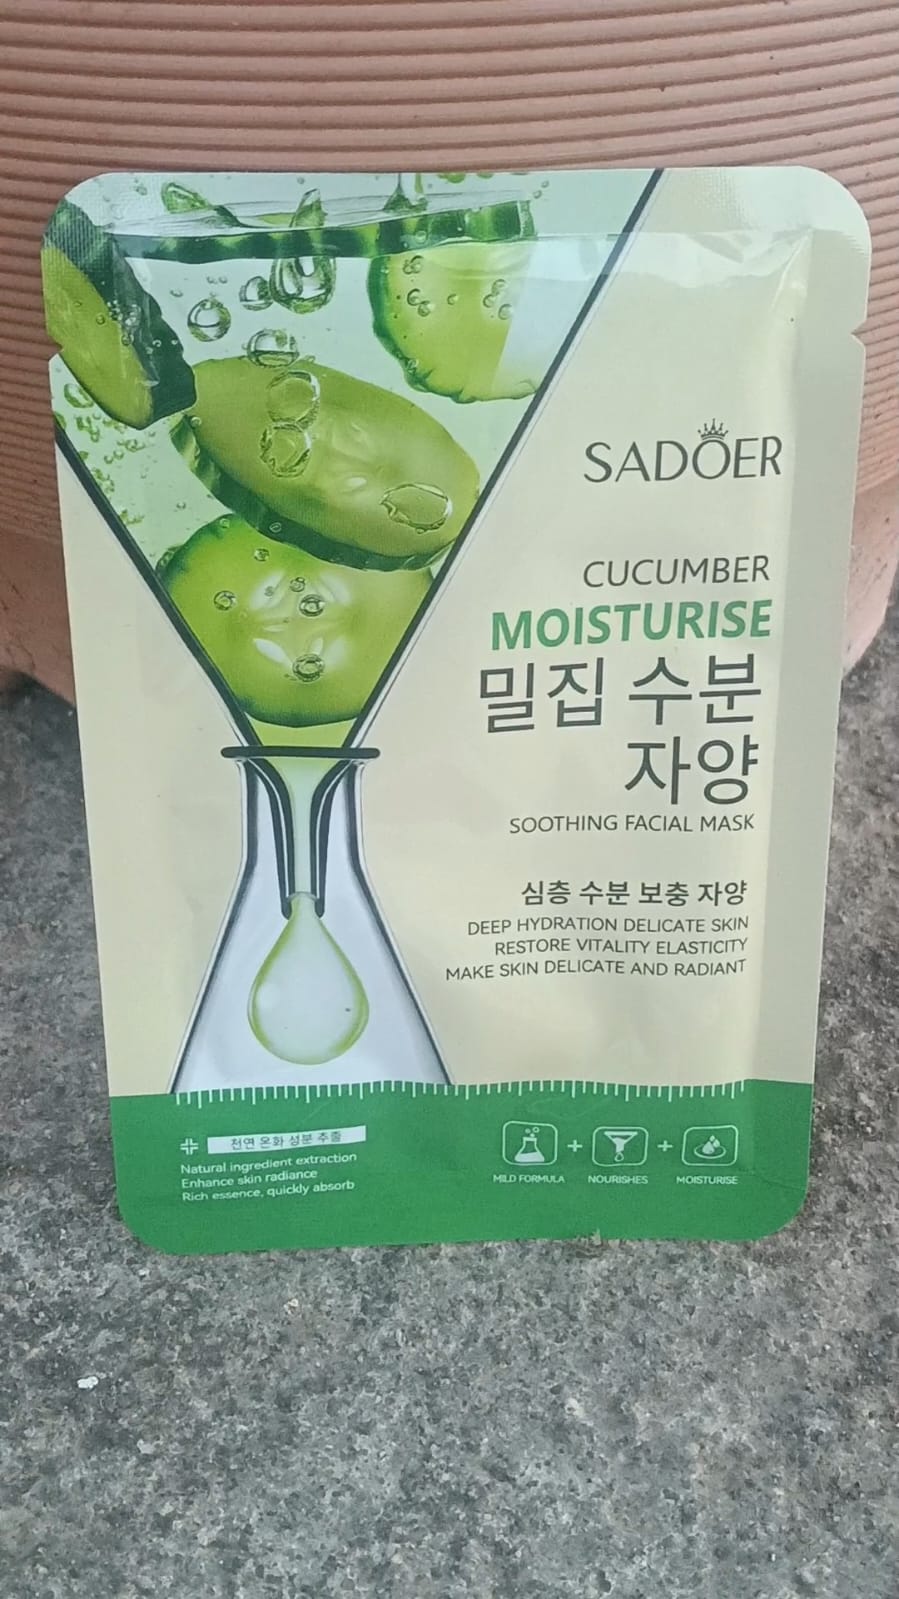 SADOER
CUCUMBER
MOISTURISE
밀집 수분
자양
SOOTHING FACIAL MASK
심층 수분 보충 자양
DEEP HYDRATION DELICATE SKIN
RESTORE VITALITY ELASTICITY
MAKE SKIN DELICATE AND RADIANT
천연 온화 성분 추출
Natural ingredient extraction
Enhance skin radiance
Rich essence, quickly absorb
MILD FORMULA
NOURISHES
MOISTURISE